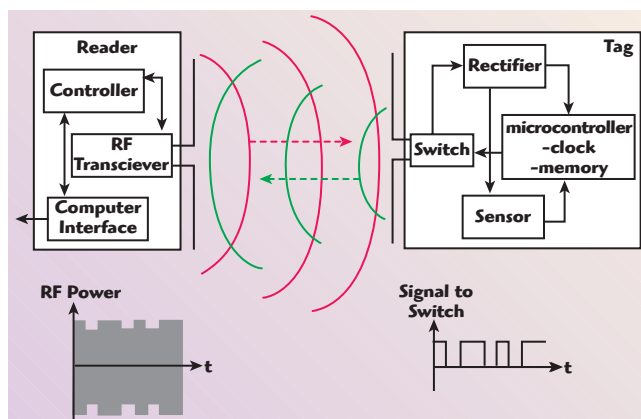 Reader
Controller
RF
Transciever
Computer
Interface
Tag
Rectifier
Switch
microcontroller
-clock
-memory
Sensor
RF Power
t
Signal to
Switch
t